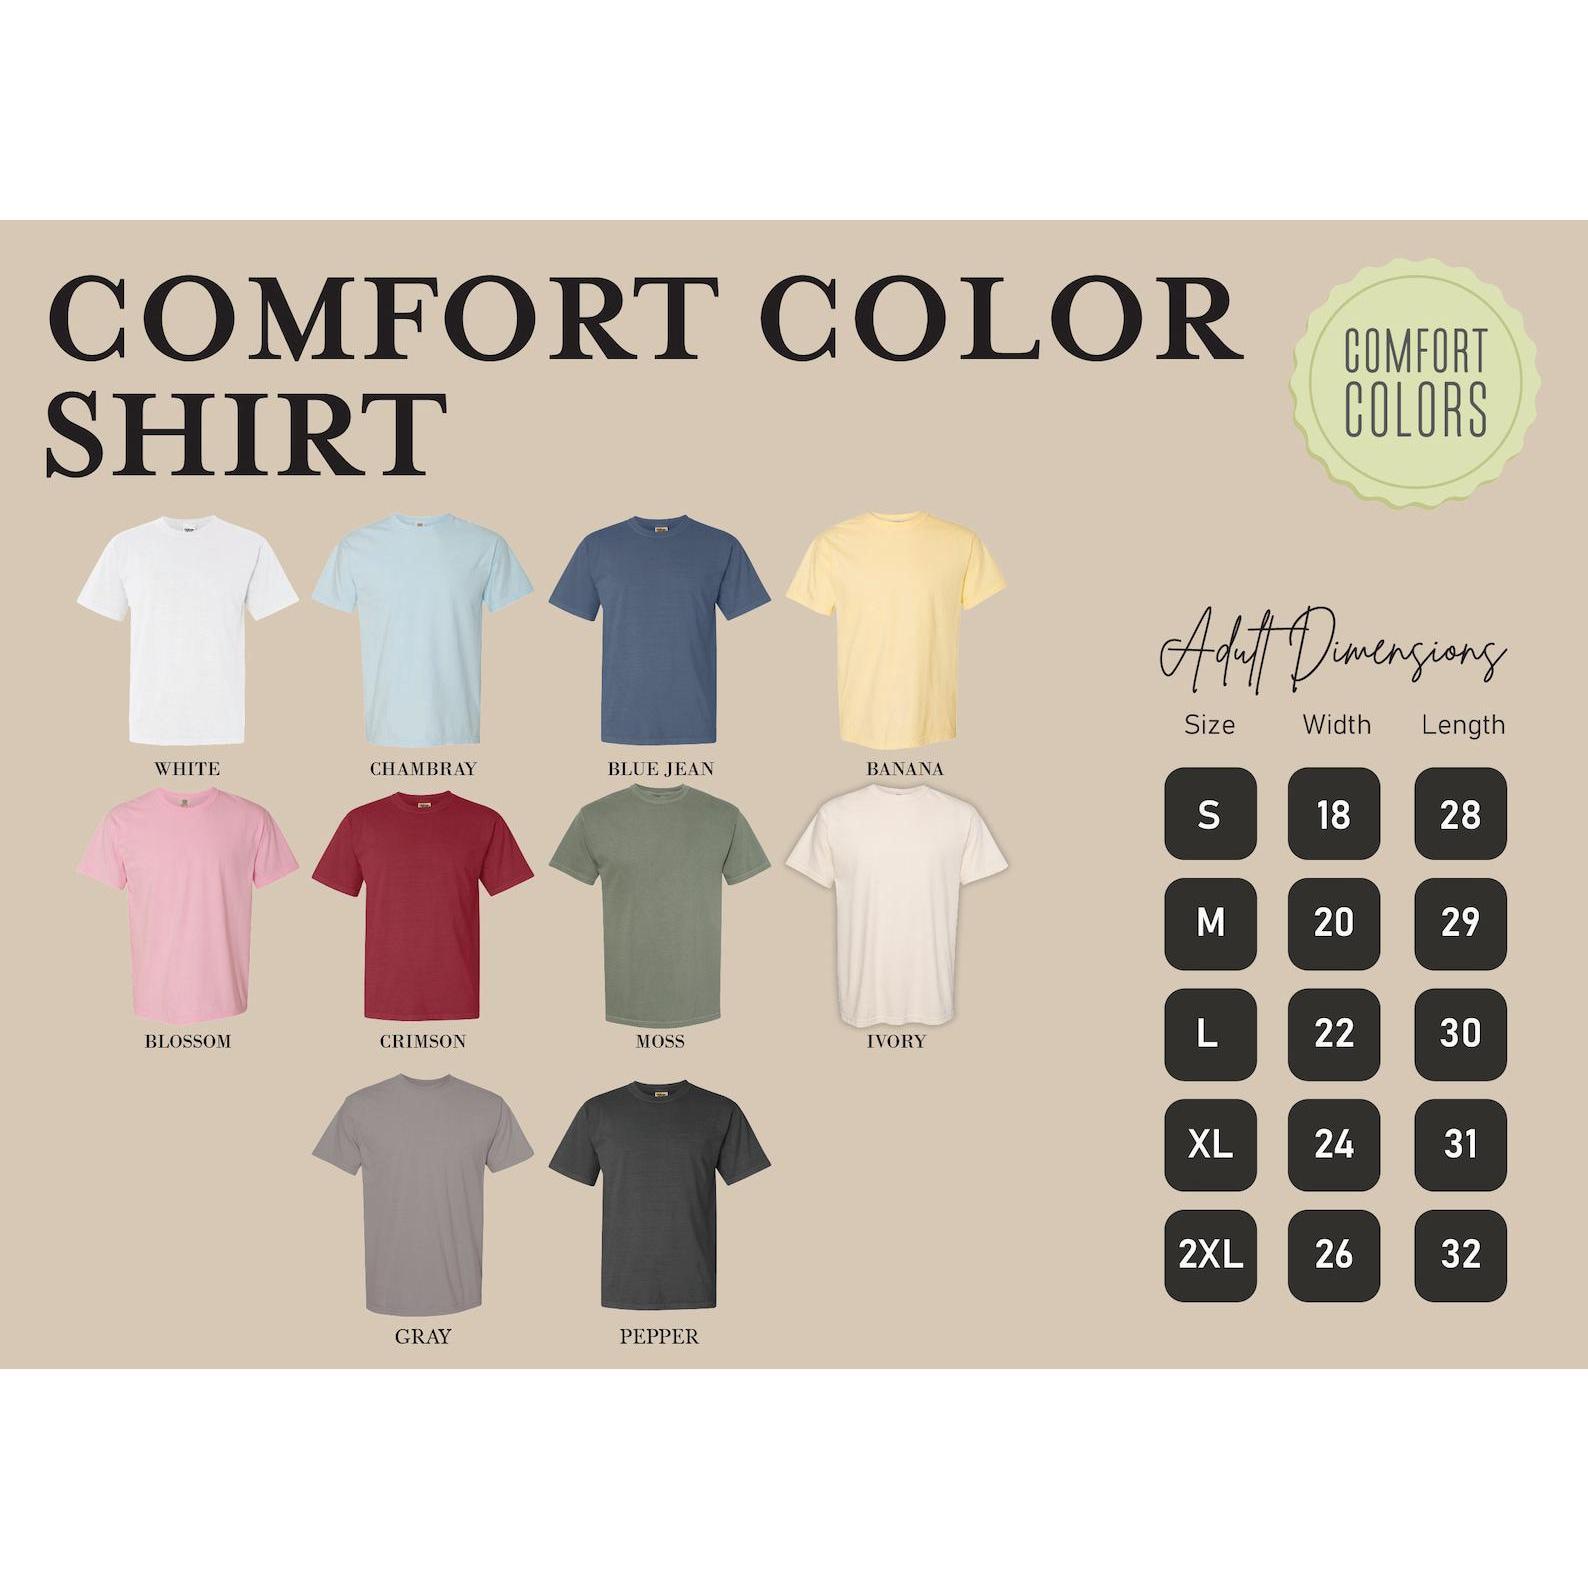 COMFORT COLOR
SHIRT
COMFORT
COLORS
WHITE
CHAMBRAY
BLUE JEAN
BANANA
BLOSSOM
CRIMSON
MOSS
IVORY
GRAY
PEPPER
Adult Dimensions
Size Width Length
S 18 28
M 20 29
L 22 30
XL 24 31
2XL 26 32